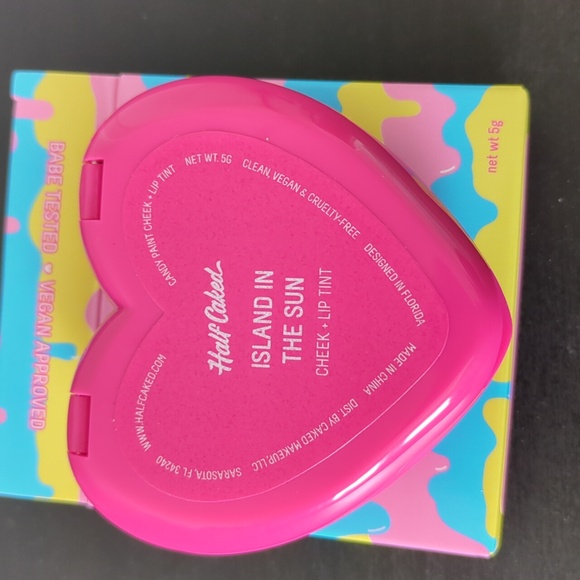 Half Caked
ISLAND IN
THE SUN
CHEEK + LIP TINT
CANDY PAINT CHEEK + LIP TINT NET WT. 5G CLEAN, VEGAN & CRUELTY-FREE DESIGNED IN FLORIDA
MADE IN CHINA DIST BY CAKED MAKEUP, LLC SARASOTA, FL 34240 WWW.HALFCAKED.COM
BABE TESTED ♥ VEGAN APPROVED
net wt 5g